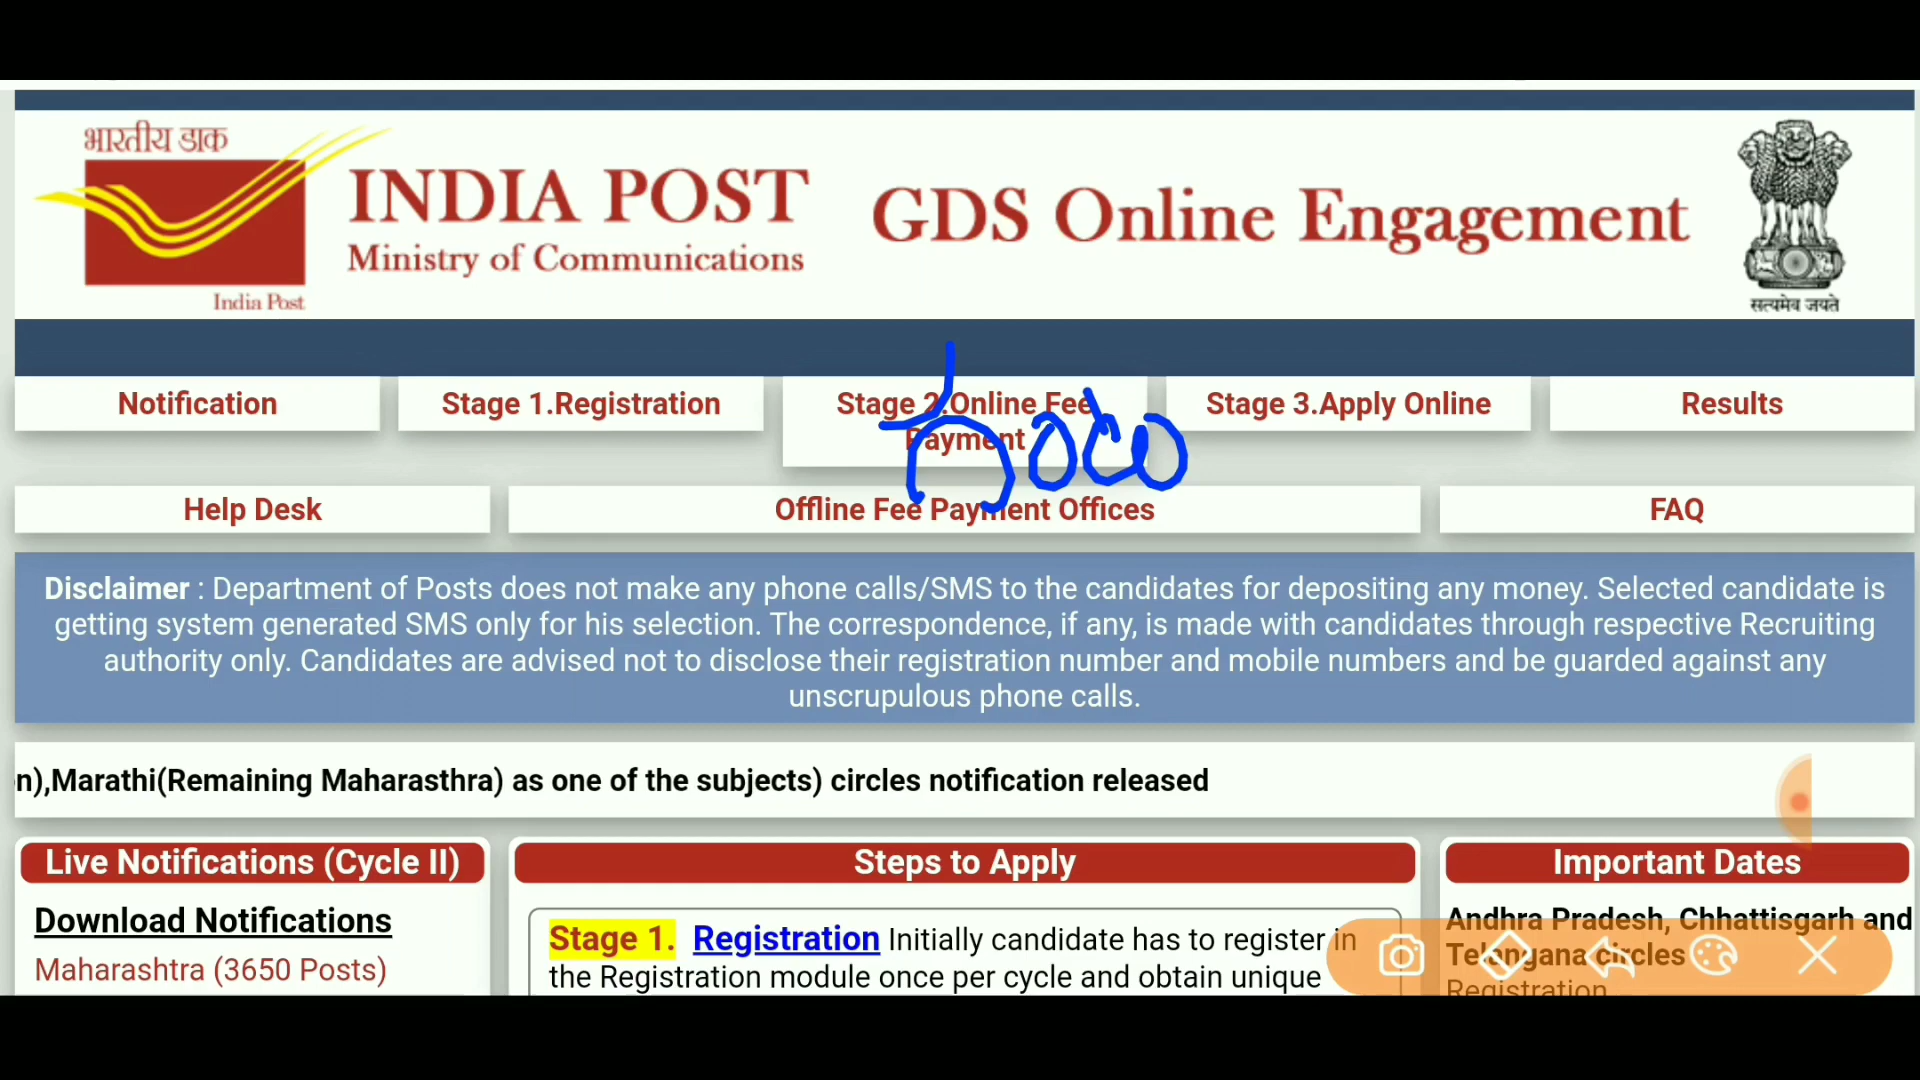 भारतीय डाक
INDIA POST
Ministry of Communications
India Post
GDS Online Engagement
सत्यमेव जयते
Notification
Stage 1.Registration
Stage 2.Online Fee
Payment
Stage 3.Apply Online
Results
Help Desk
Offline Fee Payment Offices
FAQ
Disclaimer : Department of Posts does not make any phone calls/SMS to the candidates for depositing any money. Selected candidate is
getting system generated SMS only for his selection. The correspondence, if any, is made with candidates through respective Recruiting
authority only. Candidates are advised not to disclose their registration number and mobile numbers and be guarded against any
unscrupulous phone calls.
n),Marathi(Remaining Maharasthra) as one of the subjects) circles notification released
Live Notifications (Cycle II)
Download Notifications
Maharashtra (3650 Posts)
Steps to Apply
Stage 1. Registration Initially candidate has to register in
the Registration module once per cycle and obtain unique
Important Dates
Andhra Pradesh, Chhattisgarh and
Telangana circles
Registration